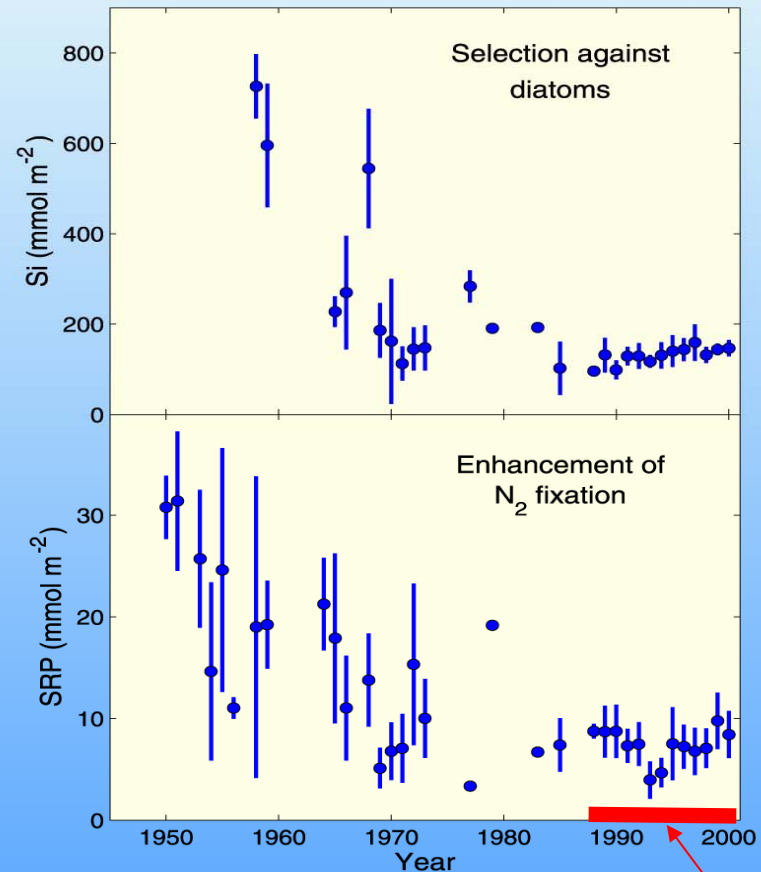 800
600
400
200
0
Si (mmol m⁻²)
Selection against
diatoms
30
20
10
0
SRP (mmol m⁻²)
Enhancement of
N₂ fixation
1950 1960 1970 1980 1990 2000
Year